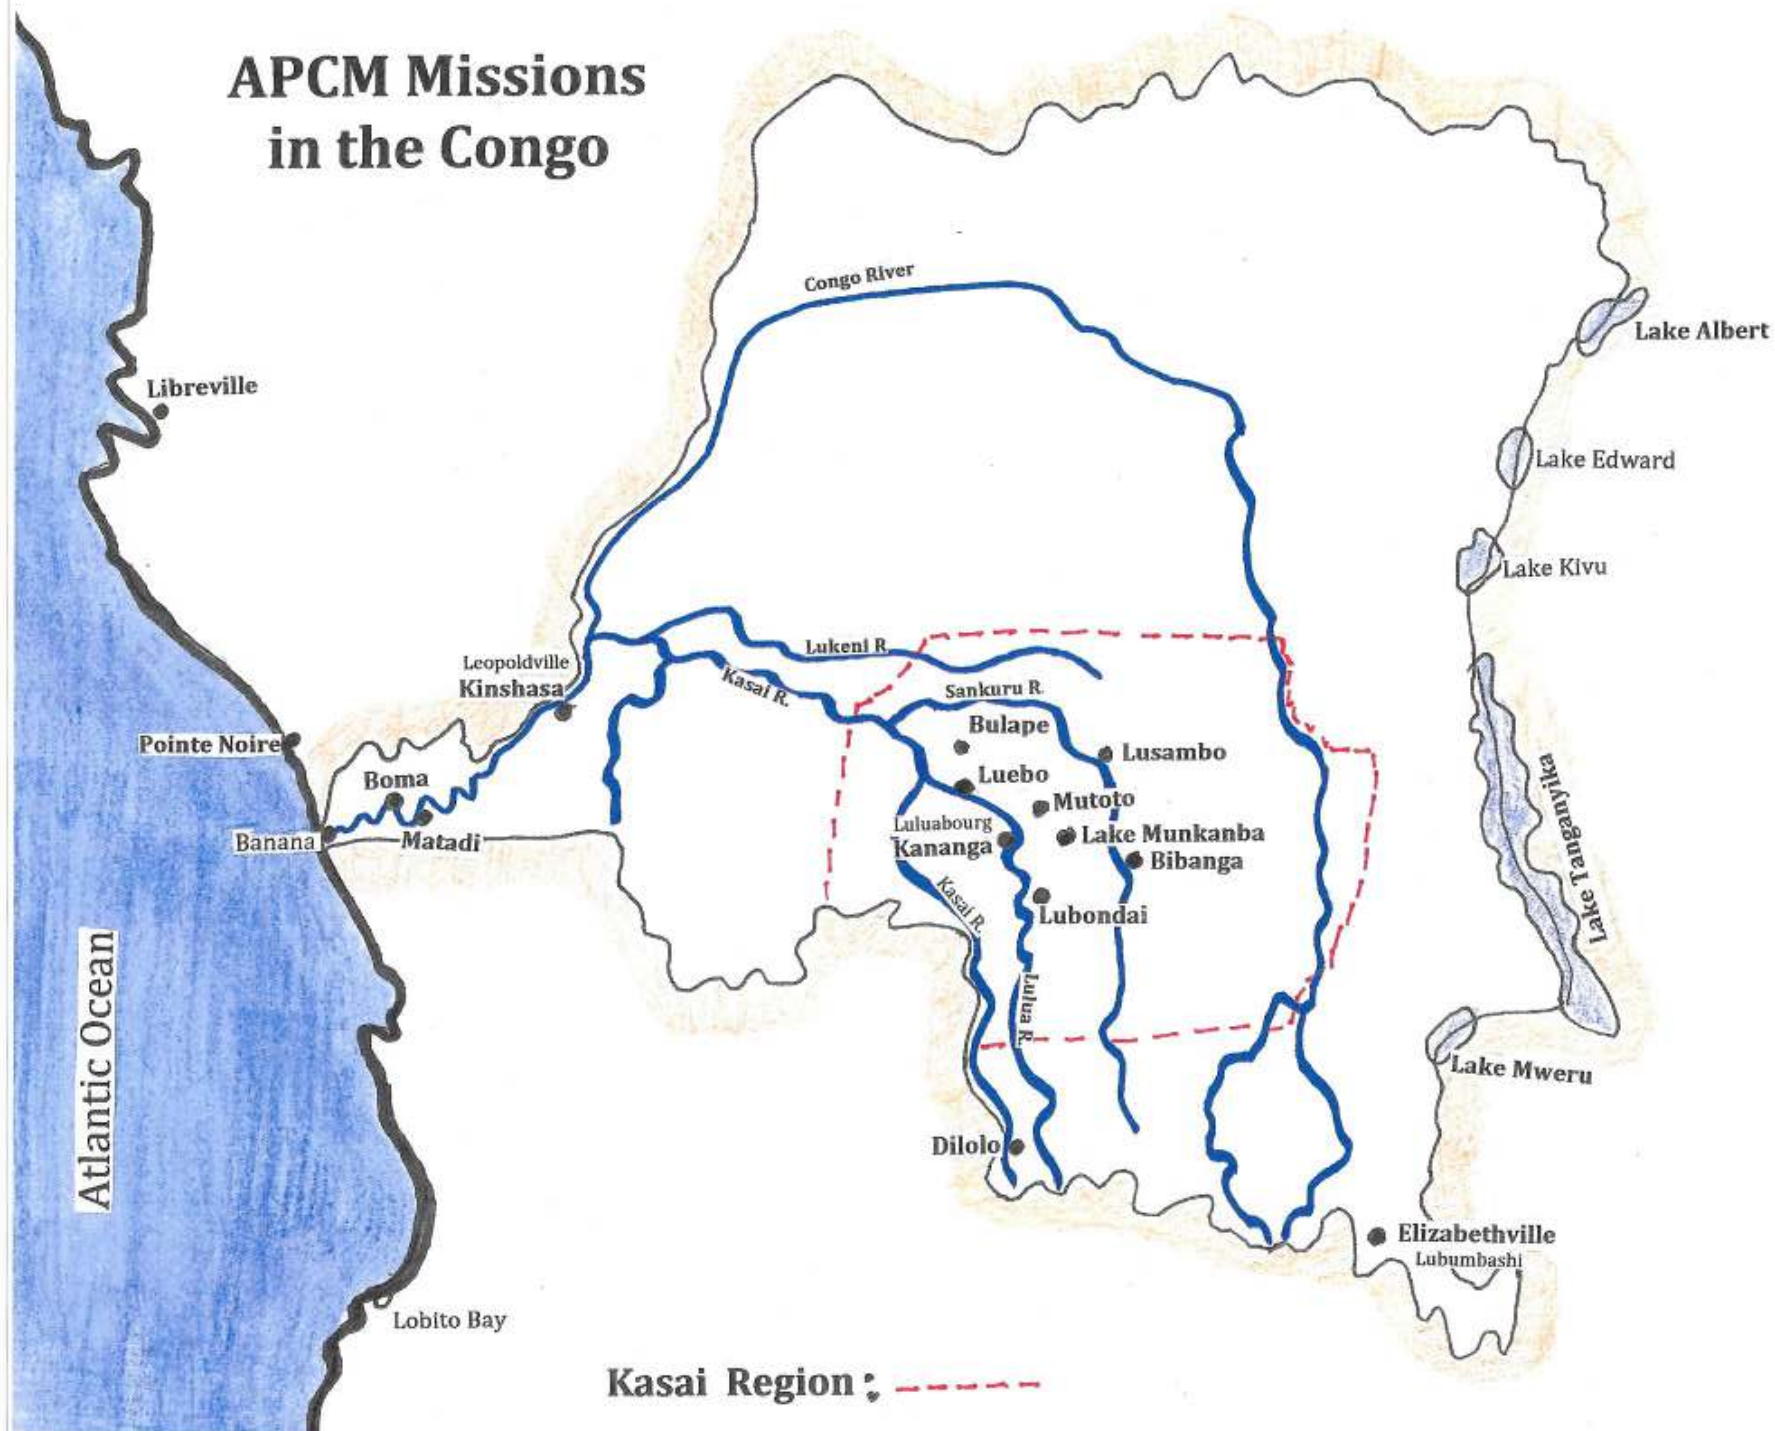 APCM Missions
in the Congo
Congo River
Lake Albert
Libreville
Lake Edward
Lake Kivu
Lukeni R
Leopoldville
Kinshasa
Kasai R.
Sankuru R.
Bulape
Pointe Noire
Lusambo
Boma
Luebo
Mutoto
Lake Tanganyika
Luluabourg
Lake Munkanba
Banana
Matadi
Kananga
Bibanga
Kasai R.
Lubondai
Atlantic Ocean
Lulua R.
Lake Mweru
Dilolo
Elizabethville
Lubumbashi
Lobito Bay
Kasai Region :